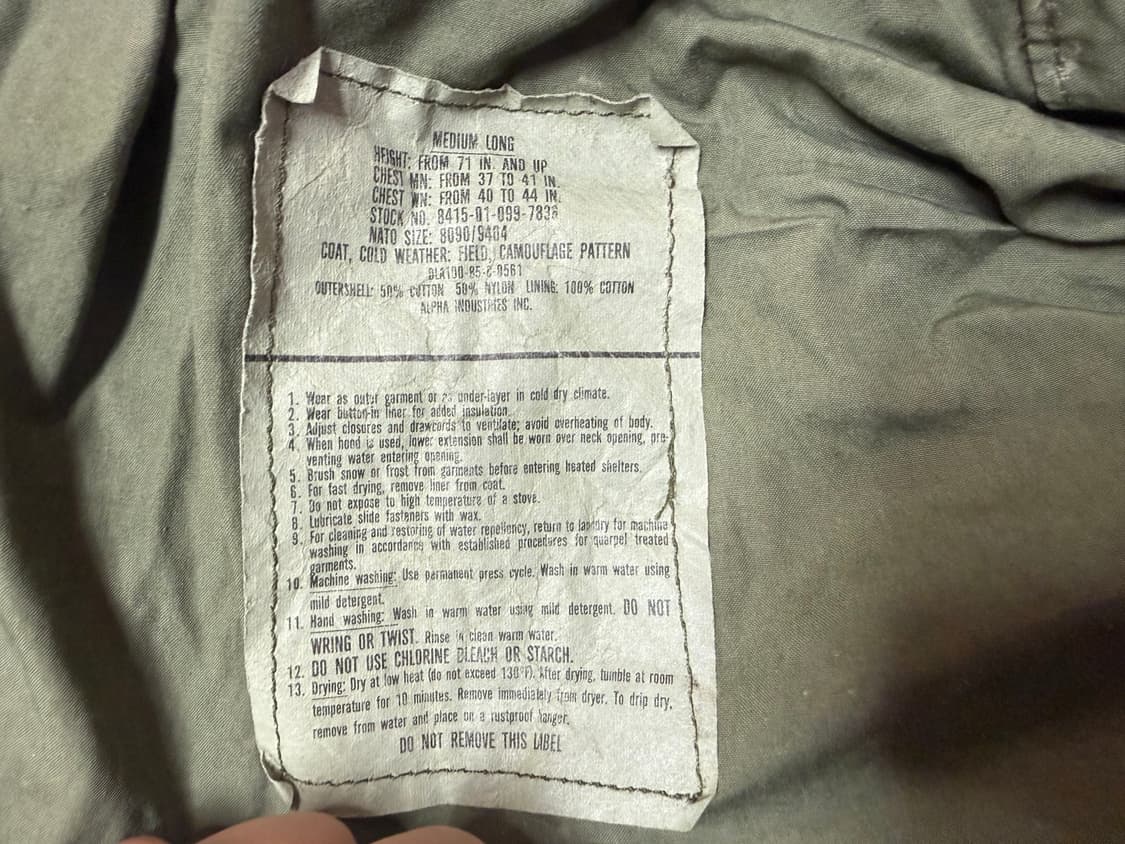 MEDIUM LONG
HEIGHT: FROM 71 IN. AND UP
CHEST MN: FROM 37 TO 41 IN.
CHEST WN: FROM 40 TO 44 IN.
STOCK NO. 8415-01-099-7838
NATO SIZE: 8090/9404
COAT, COLD WEATHER: FIELD, CAMOUFLAGE PATTERN
DLA100-85-C-0561
OUTERSHELL: 50% COTTON 50% NYLON LINING: 100% COTTON
ALPHA INDUSTRIES INC.
1. Wear as outer garment or as under-layer in cold dry climate.
2. Wear button-in liner for added insulation.
3. Adjust closures and drawcords to ventilate; avoid overheating of body.
4. When hood is used, lower extension shall be worn over neck opening, pre-
venting water entering opening.
5. Brush snow or frost from garments before entering heated shelters.
6. For fast drying, remove liner from coat.
7. Do not expose to high temperature of a stove.
8. Lubricate slide fasteners with wax.
9. For cleaning and restoring of water repellency, return to laundry for machine
washing in accordance with established procedures for quarpel treated
garments.
10. Machine washing: Use permanent press cycle. Wash in warm water using
mild detergent.
11. Hand washing: Wash in warm water using mild detergent. DO NOT
WRING OR TWIST. Rinse in clean warm water.
12. DO NOT USE CHLORINE BLEACH OR STARCH.
13. Drying: Dry at low heat (do not exceed 130°F). After drying, tumble at room
temperature for 10 minutes. Remove immediately from dryer. To drip dry,
remove from water and place on a rustproof hanger.
DO NOT REMOVE THIS LABEL